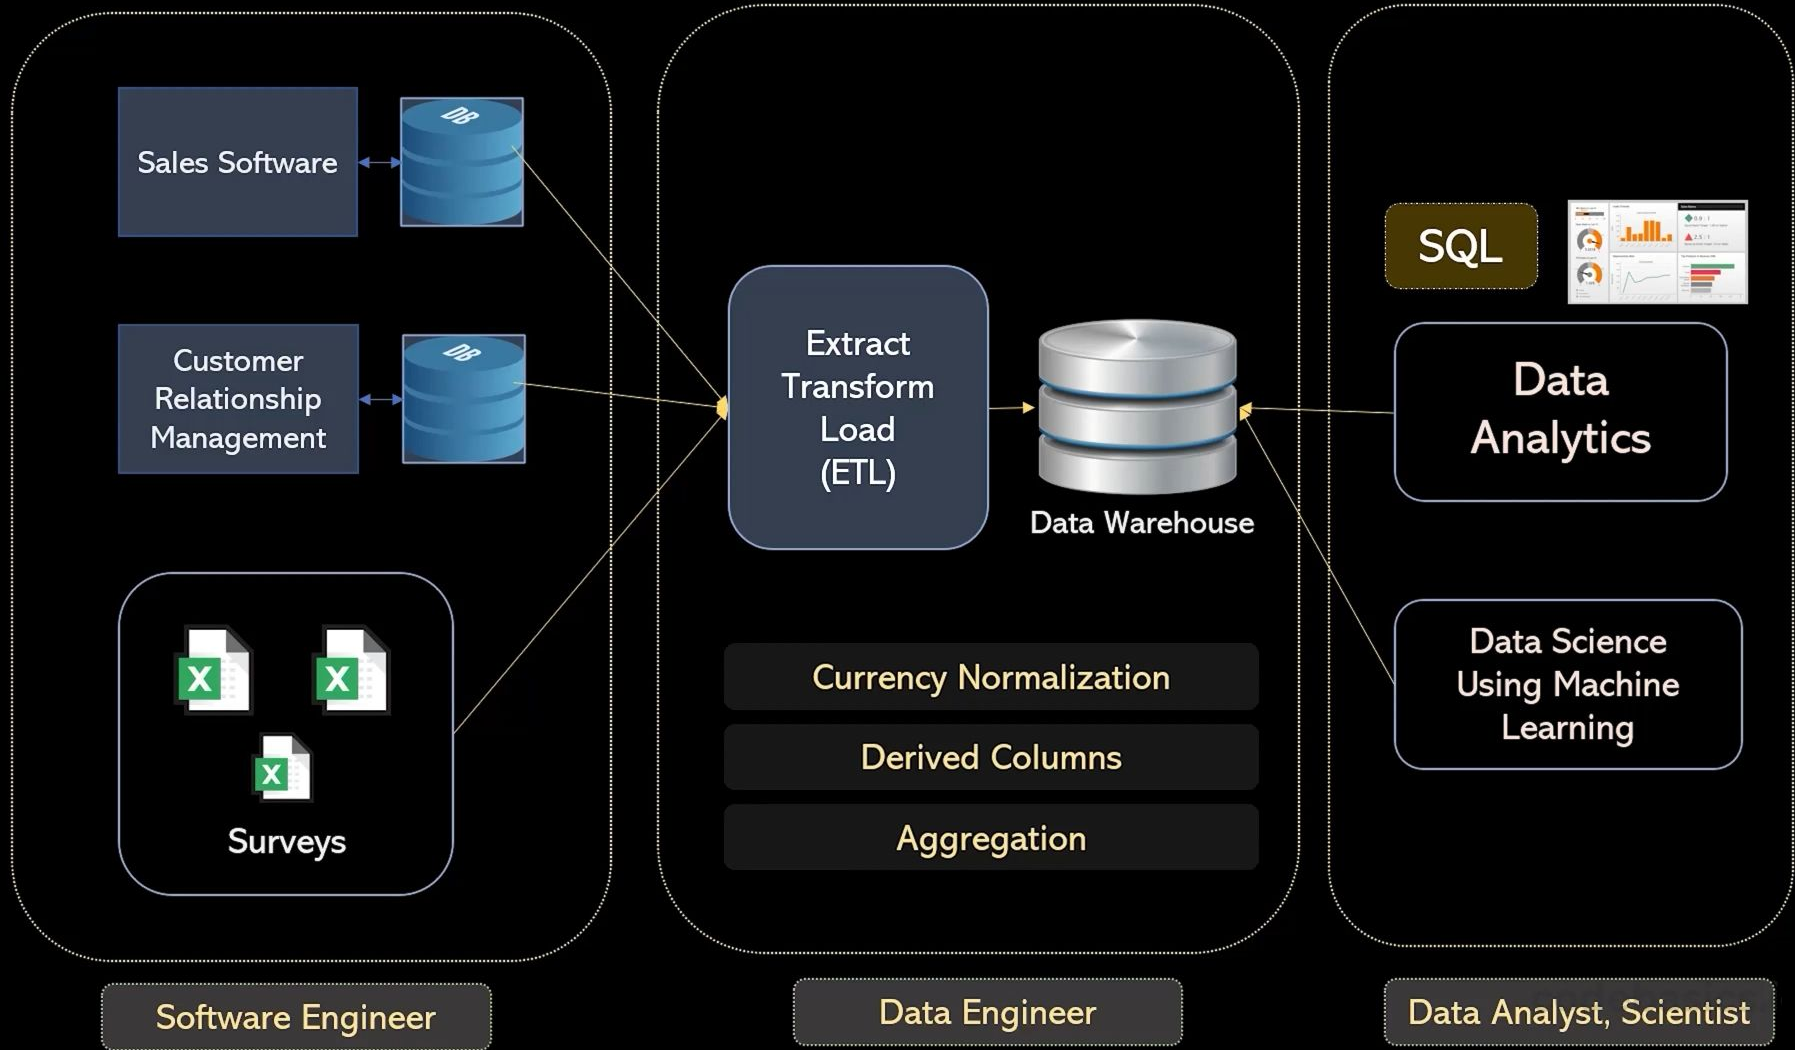 Sales Software
DB
Customer
Relationship
Management
DB
X
X
X
Surveys
Software Engineer
Extract
Transform
Load
(ETL)
Data Warehouse
Currency Normalization
Derived Columns
Aggregation
Data Engineer
SQL
Data
Analytics
Data Science
Using Machine
Learning
Data Analyst, Scientist